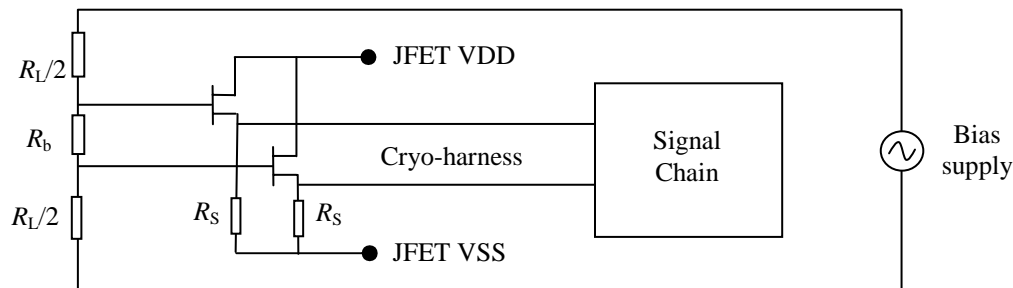 JFET VDD
R_L/2
R_b
Cryo-harness
Signal
Chain
Bias
supply
R_L/2
R_S
R_S
JFET VSS